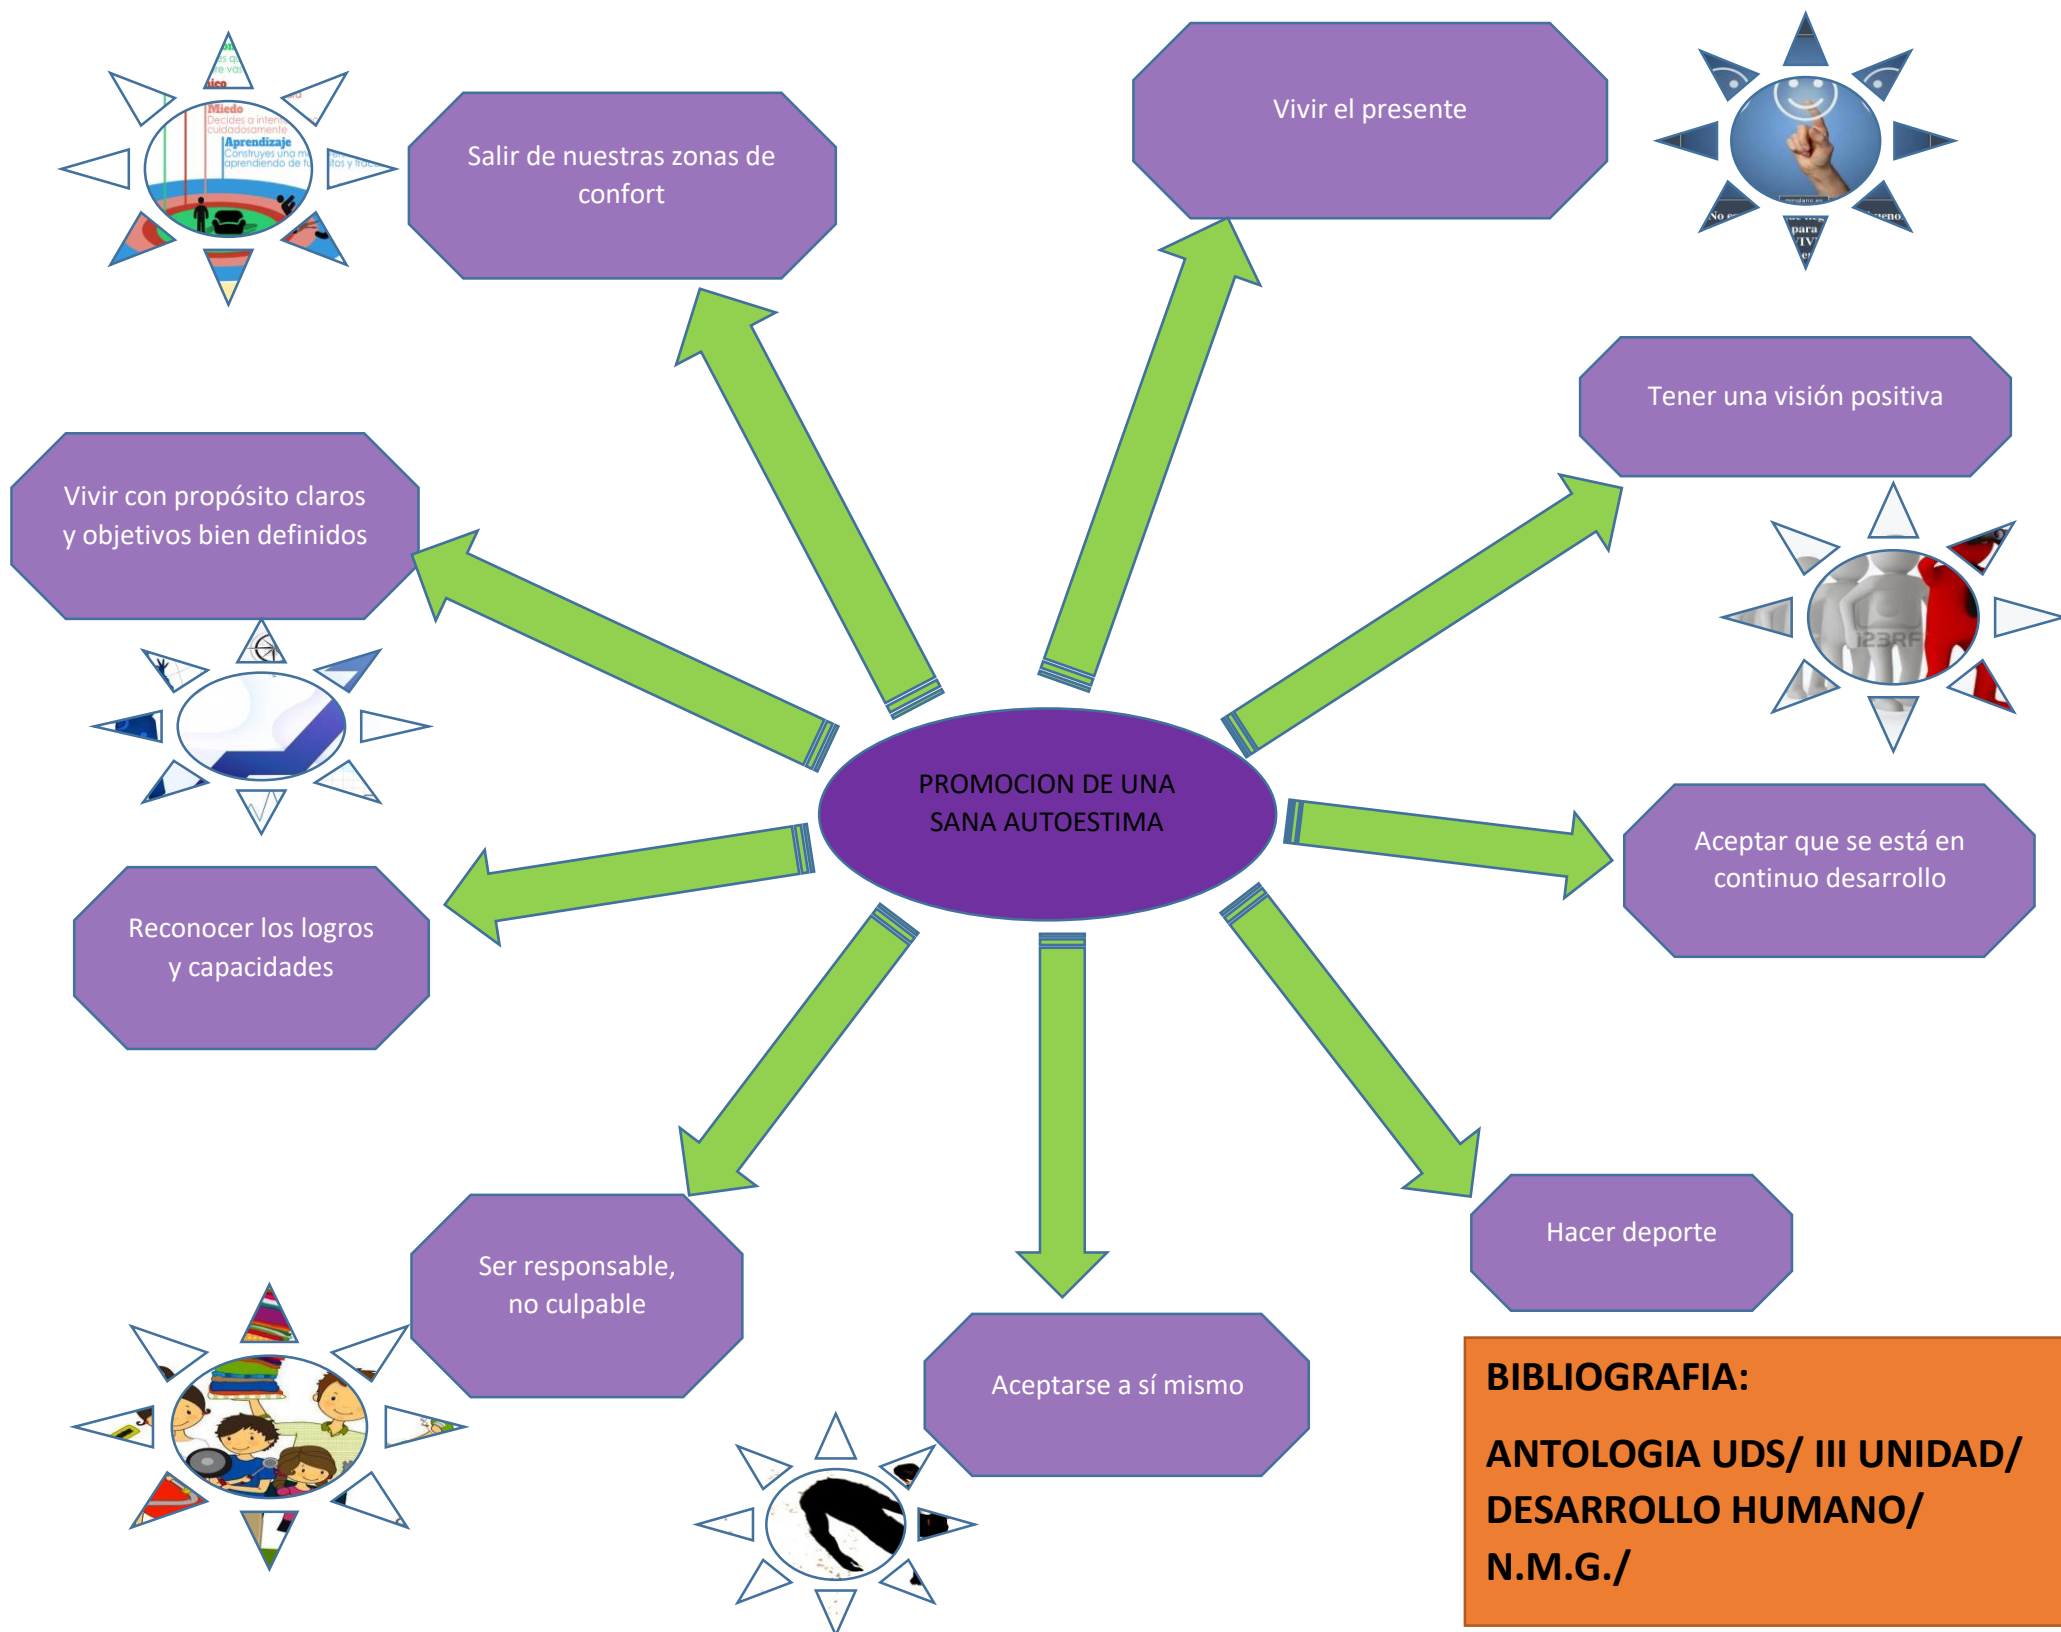 Miedo
cuidadosamente
Aprendizaje
Salir de nuestras zonas de
confort
Vivir el presente
Tener una visión positiva
123RF
Vivir con propósito claros
y objetivos bien definidos
PROMOCION DE UNA
SANA AUTOESTIMA
Aceptar que se está en
continuo desarrollo
Reconocer los logros
y capacidades
Ser responsable,
no culpable
Aceptarse a sí mismo
Hacer deporte
BIBLIOGRAFIA:
ANTOLOGIA UDS/ III UNIDAD/
DESARROLLO HUMANO/
N.M.G./